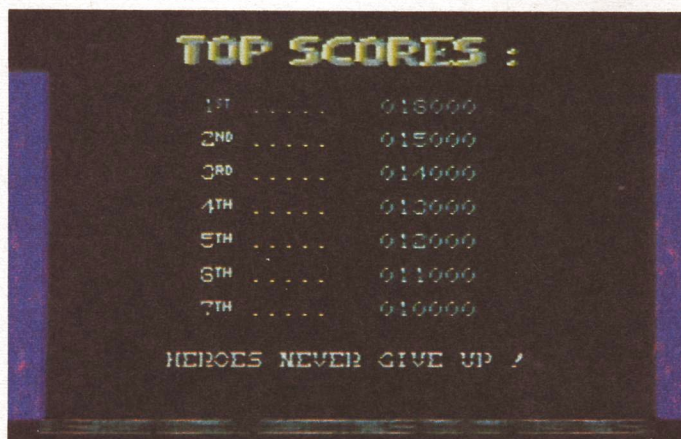 TOP SCORES :
1ST ..... 016000
2ND ..... 015000
3RD ..... 014000
4TH ..... 013000
5TH ..... 012000
6TH ..... 011000
7TH ..... 010000
HEROES NEVER GIVE UP !